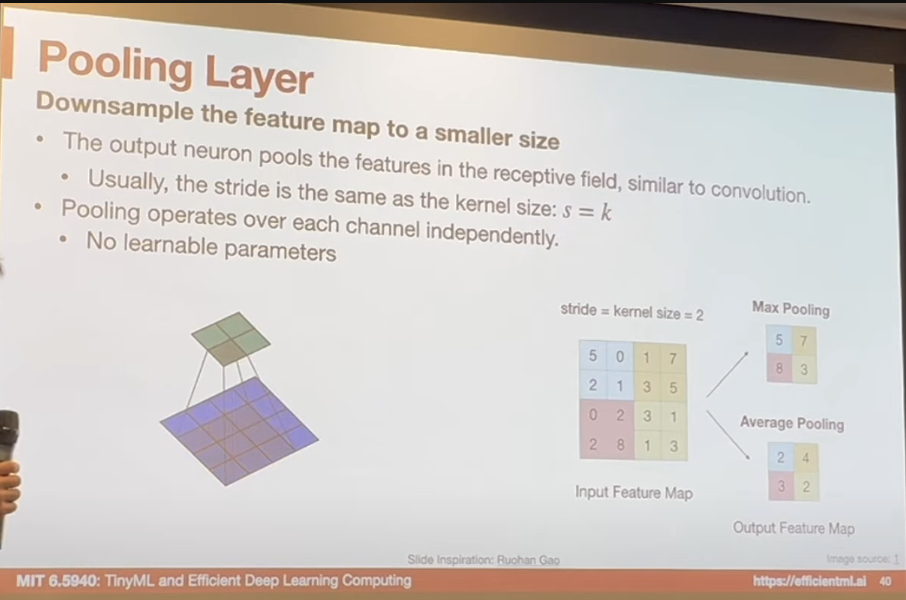 Pooling Layer
Downsample the feature map to a smaller size
• The output neuron pools the features in the receptive field, similar to convolution.
• Usually, the stride is the same as the kernel size: s = k
• Pooling operates over each channel independently.
• No learnable parameters
stride = kernel size = 2
5 0 1 7
2 1 3 5
0 2 3 1
2 8 1 3
Input Feature Map
Max Pooling
5 7
8 3
Average Pooling
2 4
3 2
Output Feature Map
Slide Inspiration: Ruohan Gao
Image source: 1
MIT 6.5940: TinyML and Efficient Deep Learning Computing
https://efficientml.ai 40